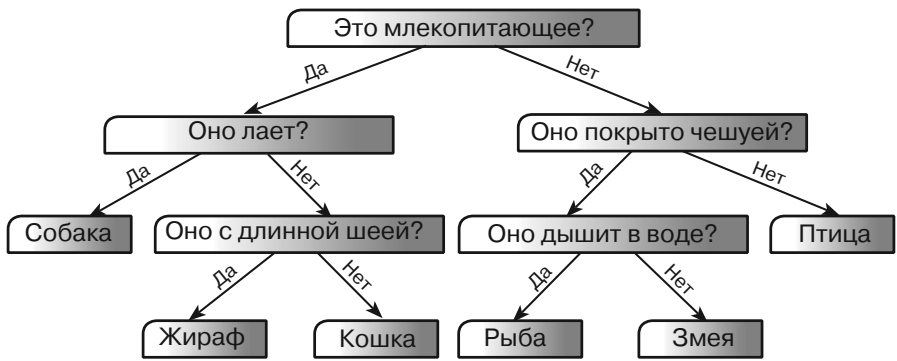 Это млекопитающее?
Да
Нет
Оно лает?
Оно покрыто чешуей?
Да
Нет
Да
Нет
Собака
Оно с длинной шеей?
Оно дышит в воде?
Птица
Да
Нет
Да
Нет
Жираф
Кошка
Рыба
Змея